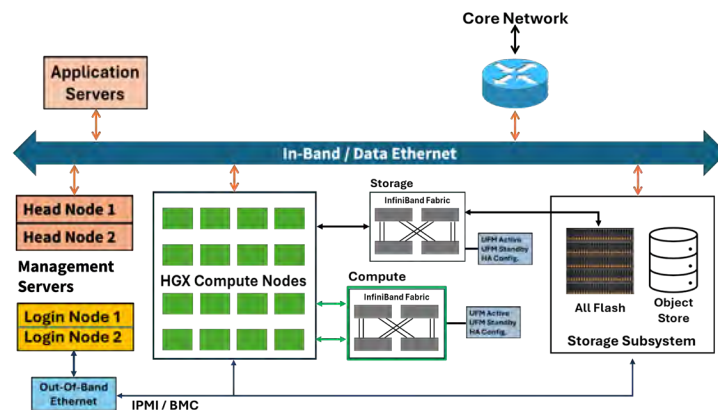 Core Network
Application
Servers
In-Band / Data Ethernet
Head Node 1
Head Node 2
Management
Servers
Login Node 1
Login Node 2
Out-Of-Band
Ethernet
IPMI / BMC
HGX Compute Nodes
Storage
InfiniBand Fabric
UFM Active
UFM Standby
HA Config.
Compute
InfiniBand Fabric
UFM Active
UFM Standby
HA Config.
All Flash
Object
Store
Storage Subsystem